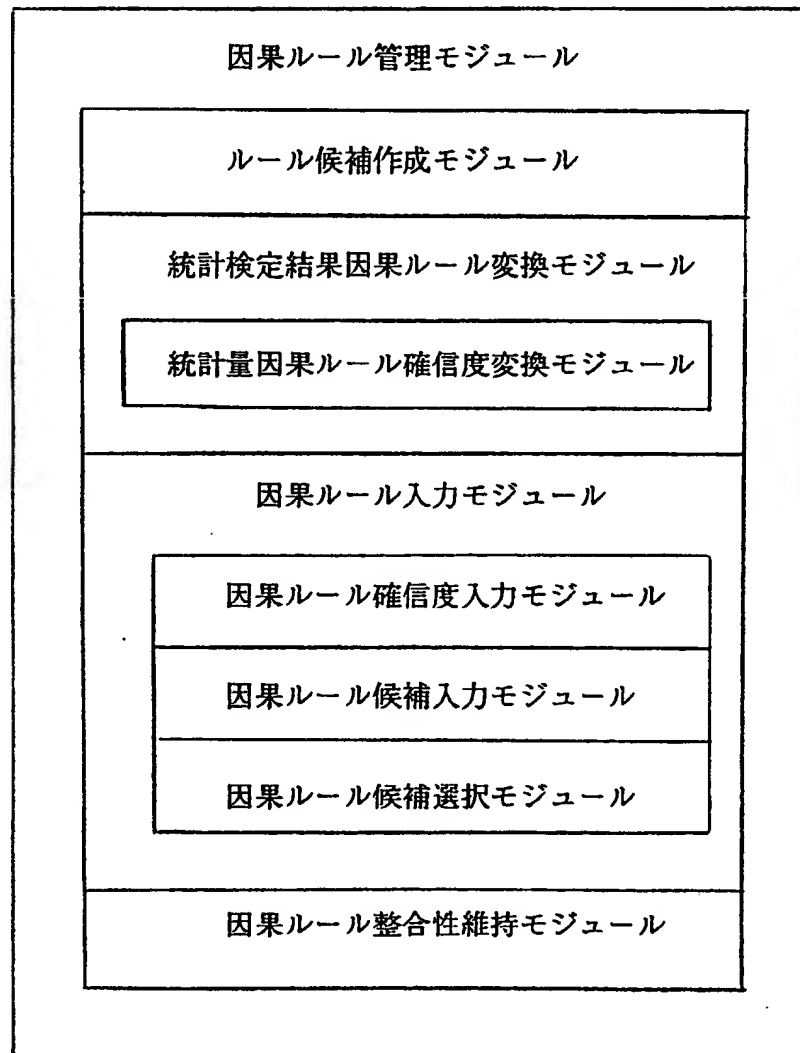 因果ルール管理モジュール
ルール候補作成モジュール
統計検定結果因果ルール変換モジュール
統計量因果ルール確信度変換モジュール
因果ルール入力モジュール
因果ルール確信度入力モジュール
因果ルール候補入力モジュール
因果ルール候補選択モジュール
因果ルール整合性維持モジュール